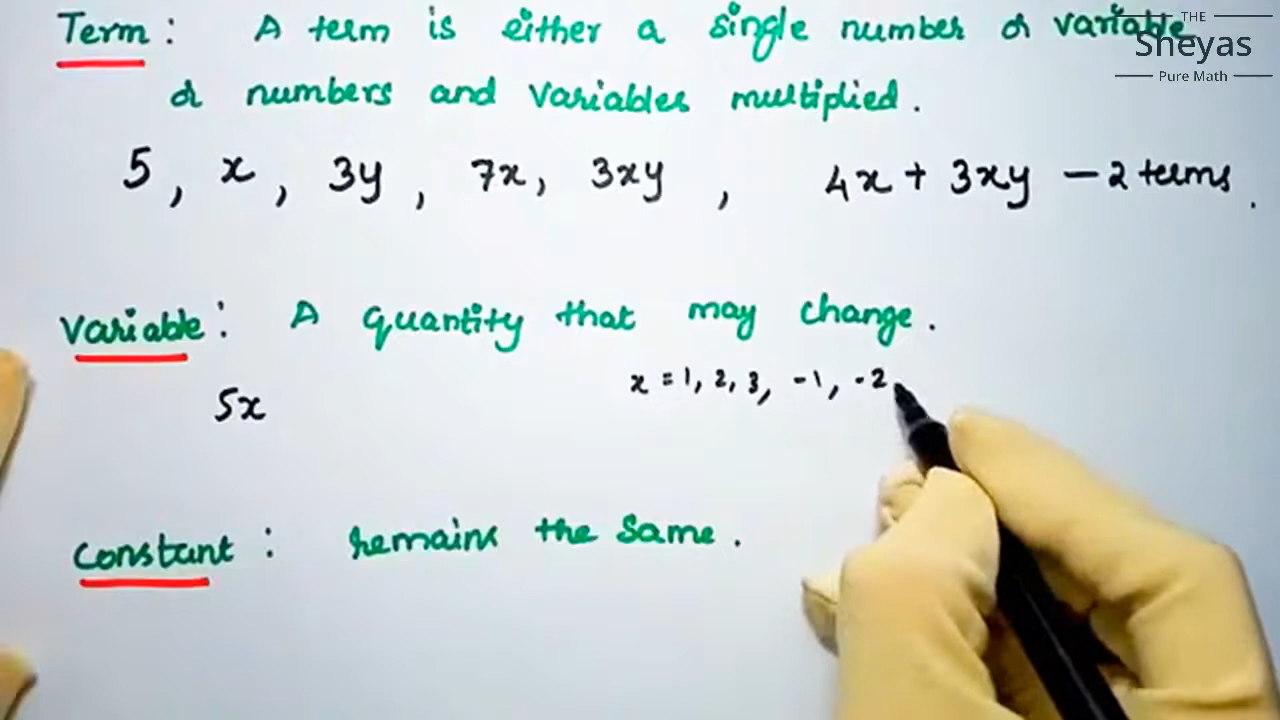 Term : A term is either a single number or variable
or numbers and variables multiplied.
5, x, 3y, 7x, 3xy, 4x + 3xy - 2 terms.
Variable : A quantity that may change.
x = 1, 2, 3, -1, -2
5x
Constant : remains the same.
THE
Sheyas
Pure Math